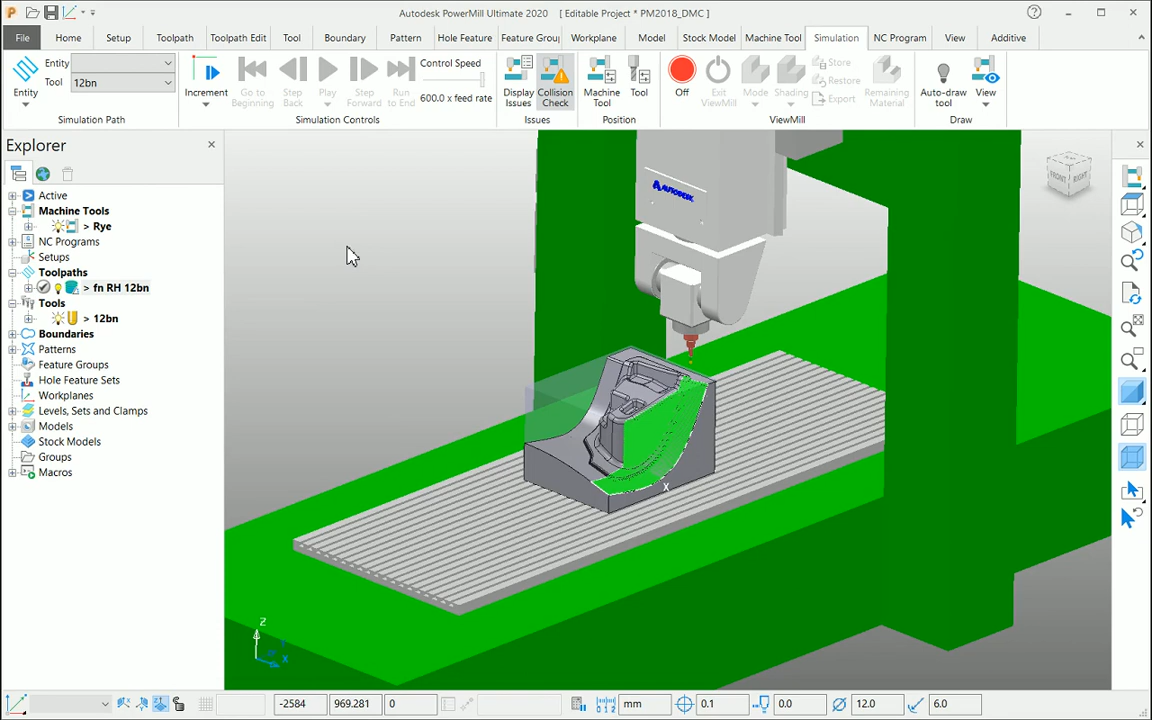 Autodesk PowerMill Ultimate 2020 [ Editable Project * PM2018_DMC ]
File Home Setup Toolpath Toolpath Edit Tool Boundary Pattern Hole Feature Feature Group Workplane Model Stock Model Machine Tool Simulation NC Program View Additive
Entity
Tool 12bn
Entity
Simulation Path
Increment
Go to Beginning
Step Back
Play
Step Forward
Run to End
Control Speed
600.0 x feed rate
Simulation Controls
Display Issues
Collision Check
Issues
Machine Tool
Tool
Position
Off
Exit ViewMill
Mode
Shading
Store
Restore
Export
Remaining Material
ViewMill
Auto-draw tool
View
Draw
Explorer
Active
Machine Tools
> Rye
NC Programs
Setups
Toolpaths
> fn RH 12bn
Tools
> 12bn
Boundaries
Patterns
Feature Groups
Hole Feature Sets
Workplanes
Levels, Sets and Clamps
Models
Stock Models
Groups
Macros
AUTODESK
FRONT RIGHT
X
Z
Y
X
-2584 969.281 0 mm 0.1 0.0 12.0 6.0